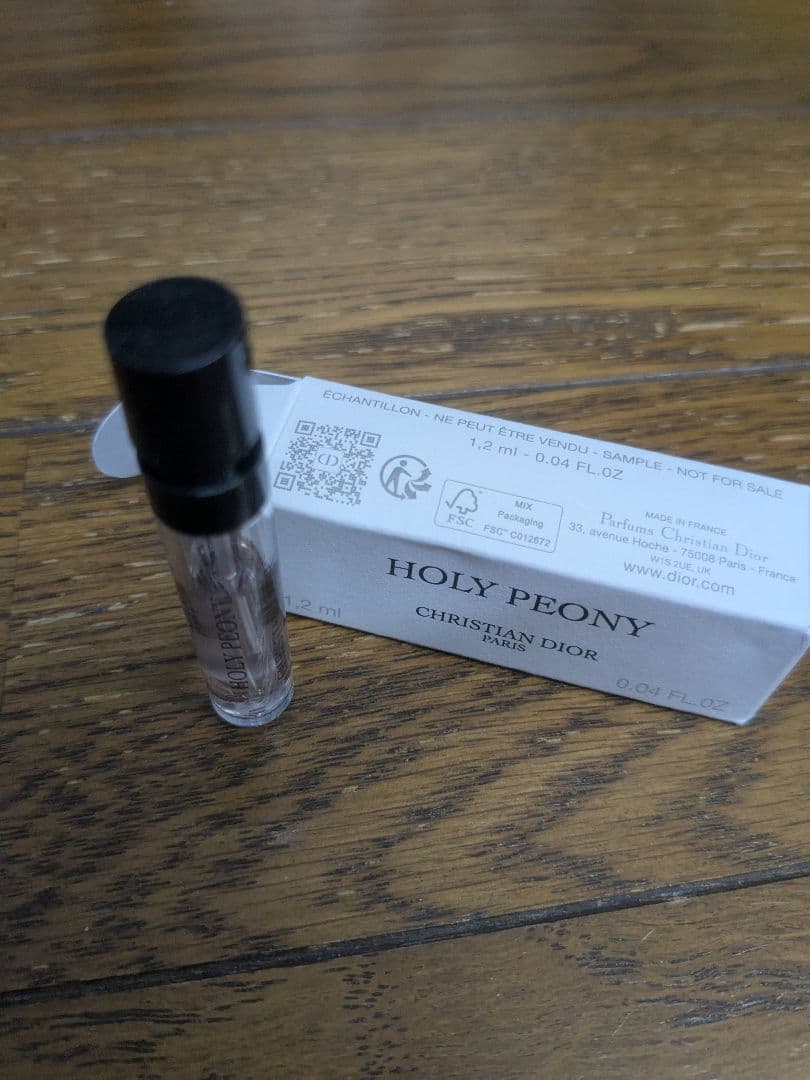 ÉCHANTILLON - NE PEUT ÊTRE VENDU - SAMPLE - NOT FOR SALE
1,2 ml - 0.04 FL.OZ
MIX
Packaging
FSC
FSC™ C012672
MADE IN FRANCE
Parfums Christian Dior
33, avenue Hoche - 75008 Paris - France
W1S 2UE, UK
www.dior.com
HOLY PEONY
CHRISTIAN DIOR
PARIS
1,2 ml
0.04 FL.OZ
HOLY PEONY